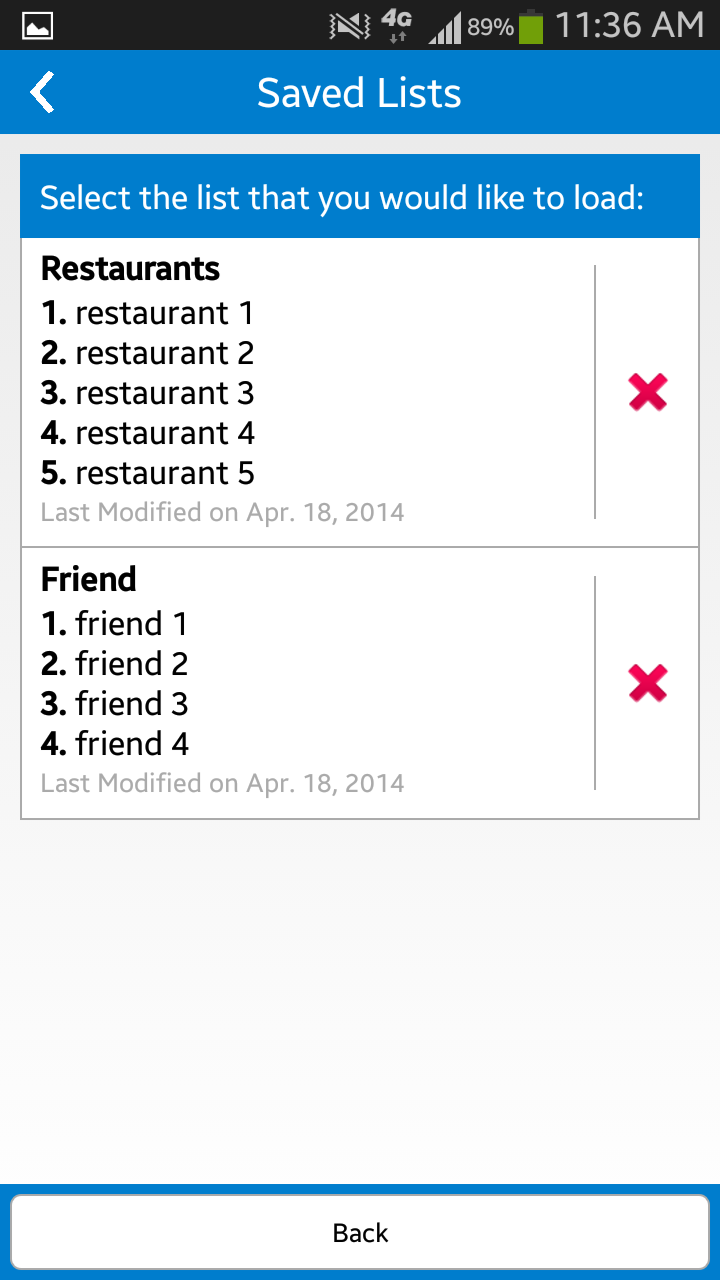 4G 89% 11:36 AM
Saved Lists
Select the list that you would like to load:
Restaurants
1. restaurant 1
2. restaurant 2
3. restaurant 3
4. restaurant 4
5. restaurant 5
Last Modified on Apr. 18, 2014
Friend
1. friend 1
2. friend 2
3. friend 3
4. friend 4
Last Modified on Apr. 18, 2014
Back